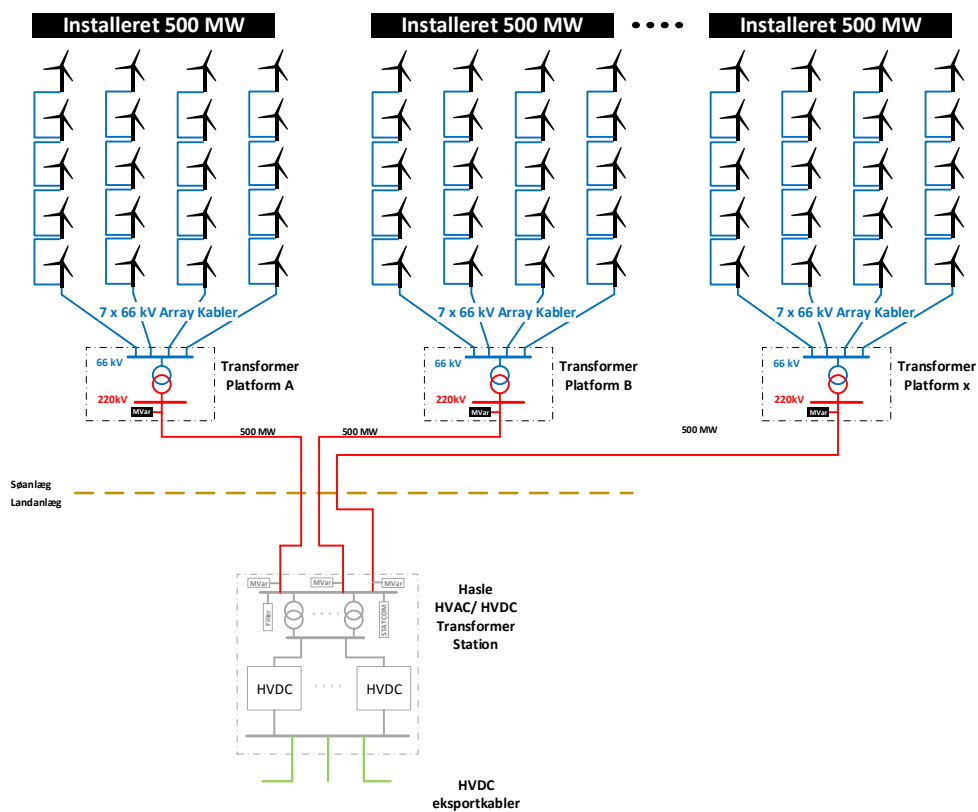 Installeret 500 MW
Installeret 500 MW
Installeret 500 MW
7 x 66 kV Array Kabler
7 x 66 kV Array Kabler
7 x 66 kV Array Kabler
66 kV
Transformer
Platform A
220kV
MVar
66 kV
Transformer
Platform B
220kV
MVar
66 kV
Transformer
Platform x
220kV
MVar
500 MW
500 MW
500 MW
Søanlæg
Landanlæg
MVar
MVar
MVar
Filter
STATCOM
Hasle
HVAC/ HVDC
Transformer
Station
HVDC
HVDC
HVDC
eksportkabler